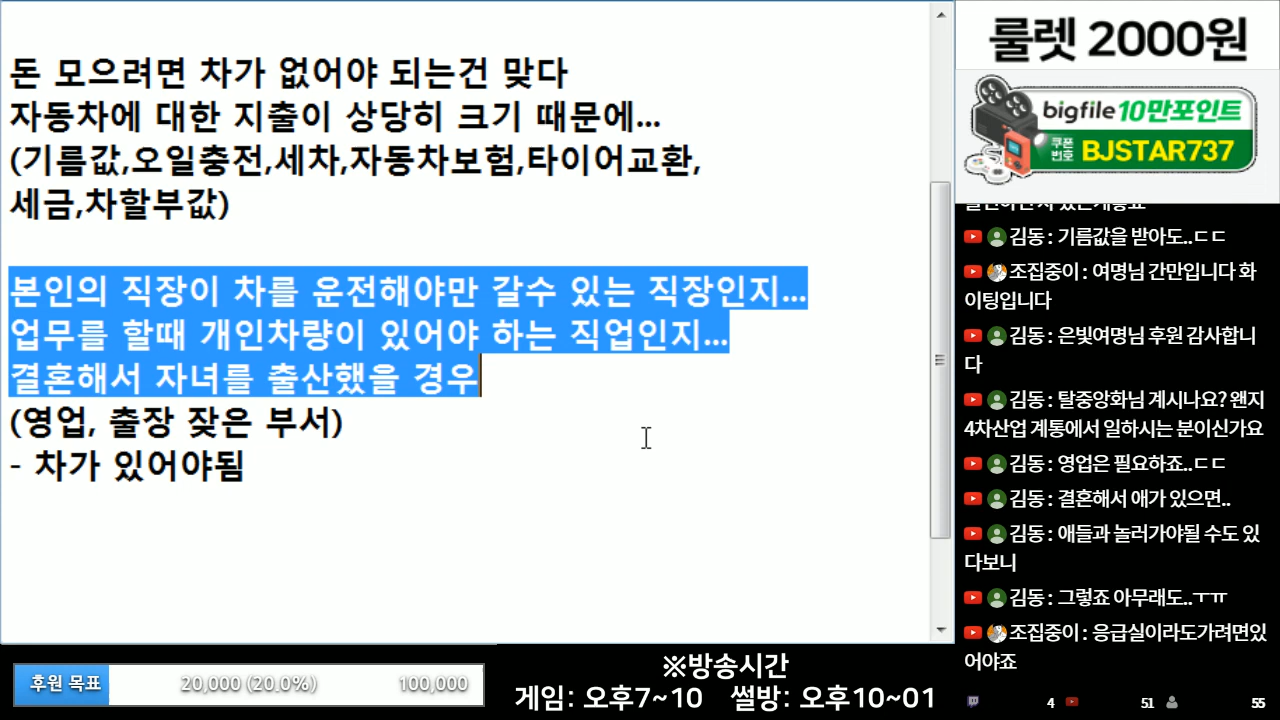 돈 모으려면 차가 없어야 되는건 맞다
자동차에 대한 지출이 상당히 크기 때문에...
(기름값,오일충전,세차,자동차보험,타이어교환,
세금,차할부값)
본인의 직장이 차를 운전해야만 갈수 있는 직장인지...
업무를 할때 개인차량이 있어야 하는 직업인지...
결혼해서 자녀를 출산했을 경우
(영업, 출장 잦은 부서)
- 차가 있어야됨
룰렛 2000원
bigfile 10만포인트
쿠폰
번호 BJSTAR737
김동 : 기름값을 받아도..ㄷㄷ
조집중이 : 여명님 간만입니다 화
이팅입니다
김동 : 은빛여명님 후원 감사합니
다
김동 : 탈중앙화님 계시나요? 왠지
4차산업 계통에서 일하시는 분이신가요
김동 : 영업은 필요하죠..ㄷㄷ
김동 : 결혼해서 애가 있으면..
김동 : 애들과 놀러가야될 수도 있
다보니
김동 : 그렇죠 아무래도..ㅜㅠ
조집중이 : 응급실이라도가려면있
어야죠
4 51 55
후원 목표 20,000 (20.0%) 100,000
※방송시간
게임: 오후7~10 썰방: 오후10~01